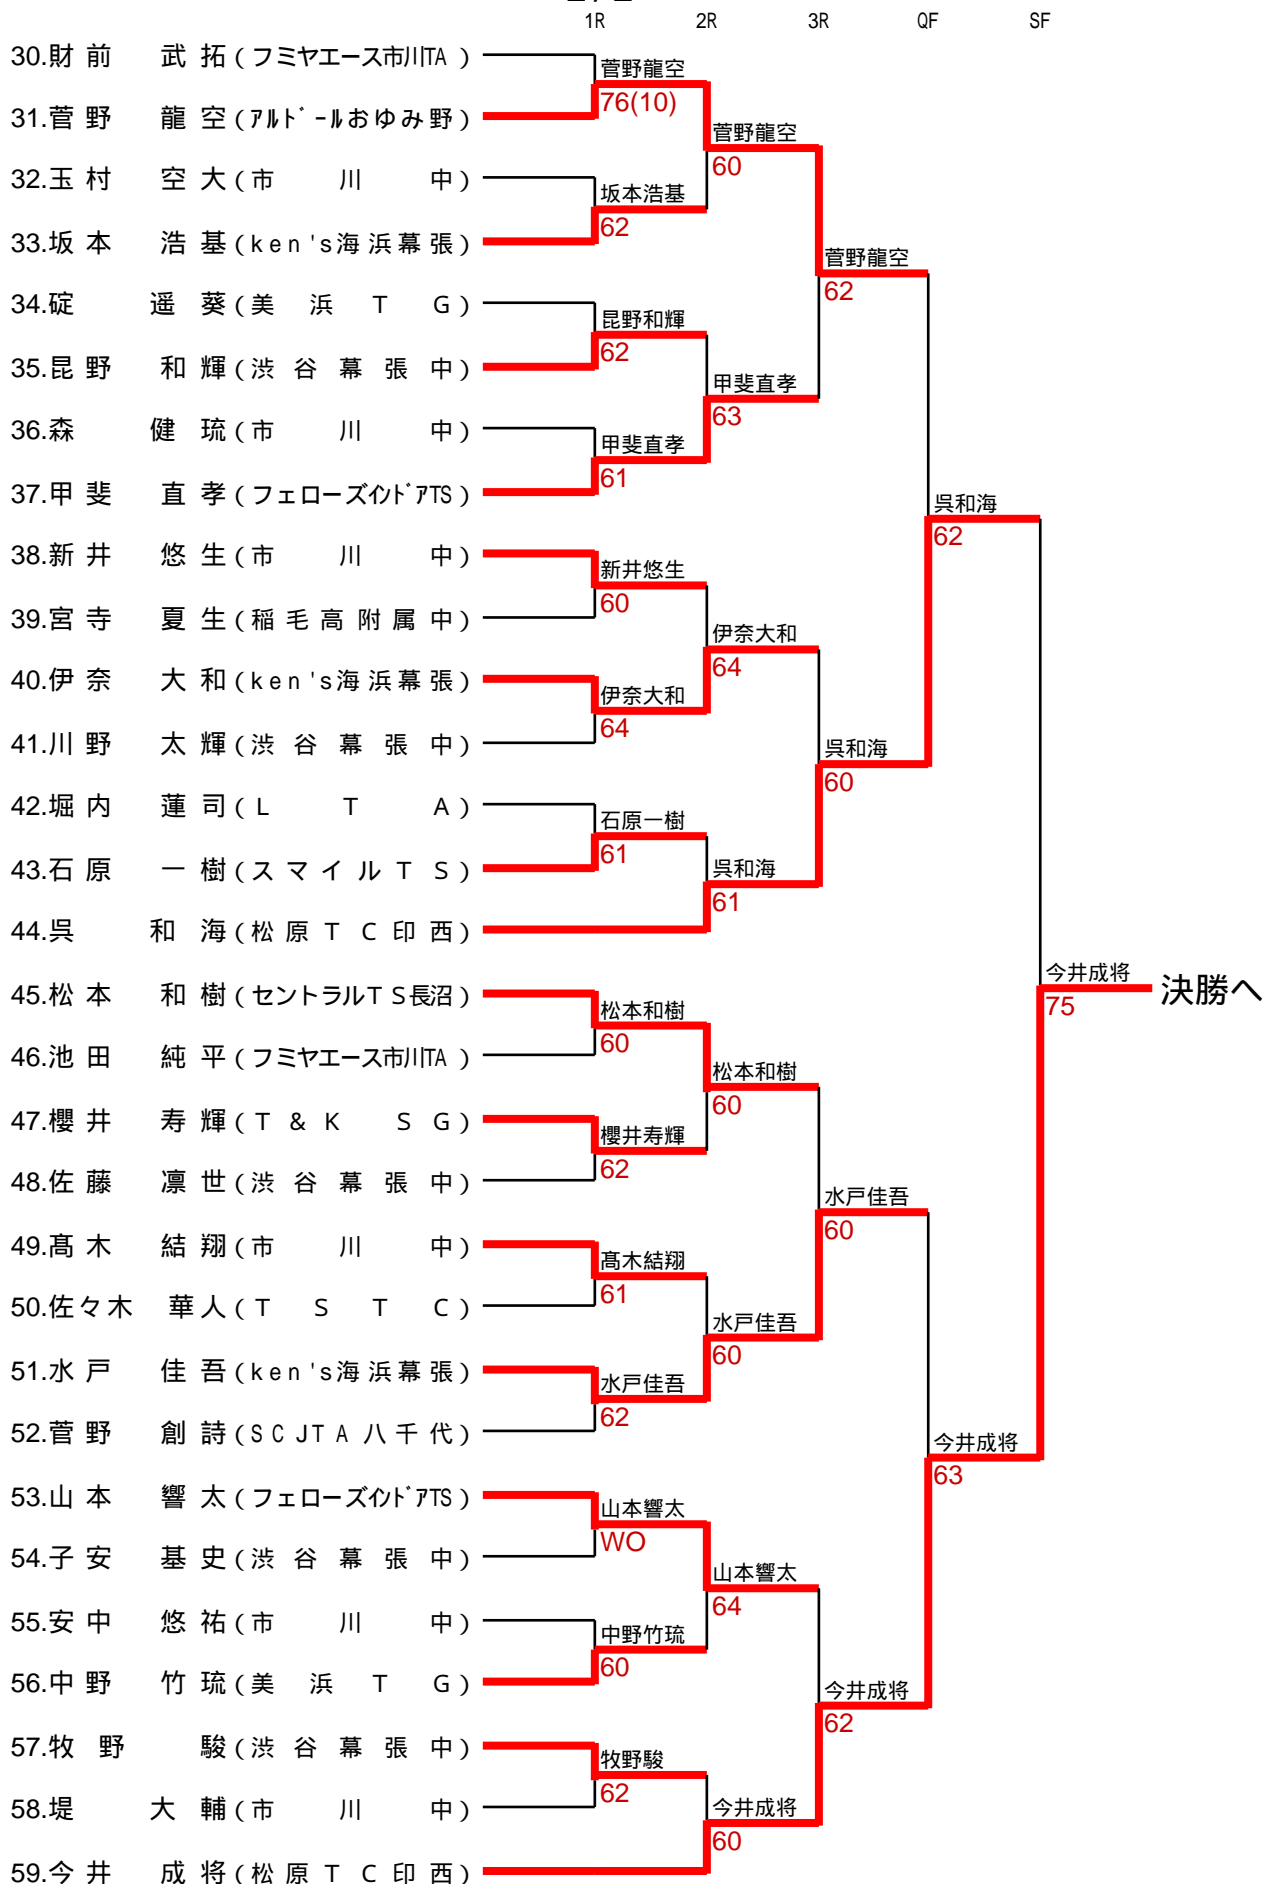 1R 2R 3R QF SF
30.財前 武拓(フミヤエース市川TA)
菅野龍空
76(10)
31.菅野 龍空(アルドールおゆみ野)
菅野龍空
60
32.玉村 空大(市川中)
坂本浩基
62
33.坂本 浩基(ken's海浜幕張)
菅野龍空
62
34.碇 遥葵(美浜TG)
昆野和輝
62
35.昆野 和輝(渋谷幕張中)
甲斐直孝
63
36.森 健琉(市川中)
甲斐直孝
61
37.甲斐 直孝(フェローズインドアTS)
呉和海
62
38.新井 悠生(市川中)
新井悠生
60
39.宮寺 夏生(稲毛高附属中)
伊奈大和
64
40.伊奈 大和(ken's海浜幕張)
伊奈大和
64
41.川野 太輝(渋谷幕張中)
呉和海
60
42.堀内 蓮司(LTA)
石原一樹
61
43.石原 一樹(スマイルTS)
呉和海
61
44.呉 和海(松原TC印西)
今井成将
75
決勝へ
45.松本 和樹(セントラルTS長沼)
松本和樹
60
46.池田 純平(フミヤエース市川TA)
松本和樹
60
47.櫻井 寿輝(T&K SG)
櫻井寿輝
62
48.佐藤 凛世(渋谷幕張中)
水戸佳吾
60
49.髙木 結翔(市川中)
髙木結翔
61
50.佐々木 華人(TSTC)
水戸佳吾
60
51.水戸 佳吾(ken's海浜幕張)
水戸佳吾
62
52.菅野 創詩(SCJTA八千代)
今井成将
63
53.山本 響太(フェローズインドアTS)
山本響太
WO
54.子安 基史(渋谷幕張中)
山本響太
64
55.安中 悠祐(市川中)
中野竹琉
60
56.中野 竹琉(美浜TG)
今井成将
62
57.牧野 駿(渋谷幕張中)
牧野駿
62
58.堤 大輔(市川中)
今井成将
60
59.今井 成将(松原TC印西)